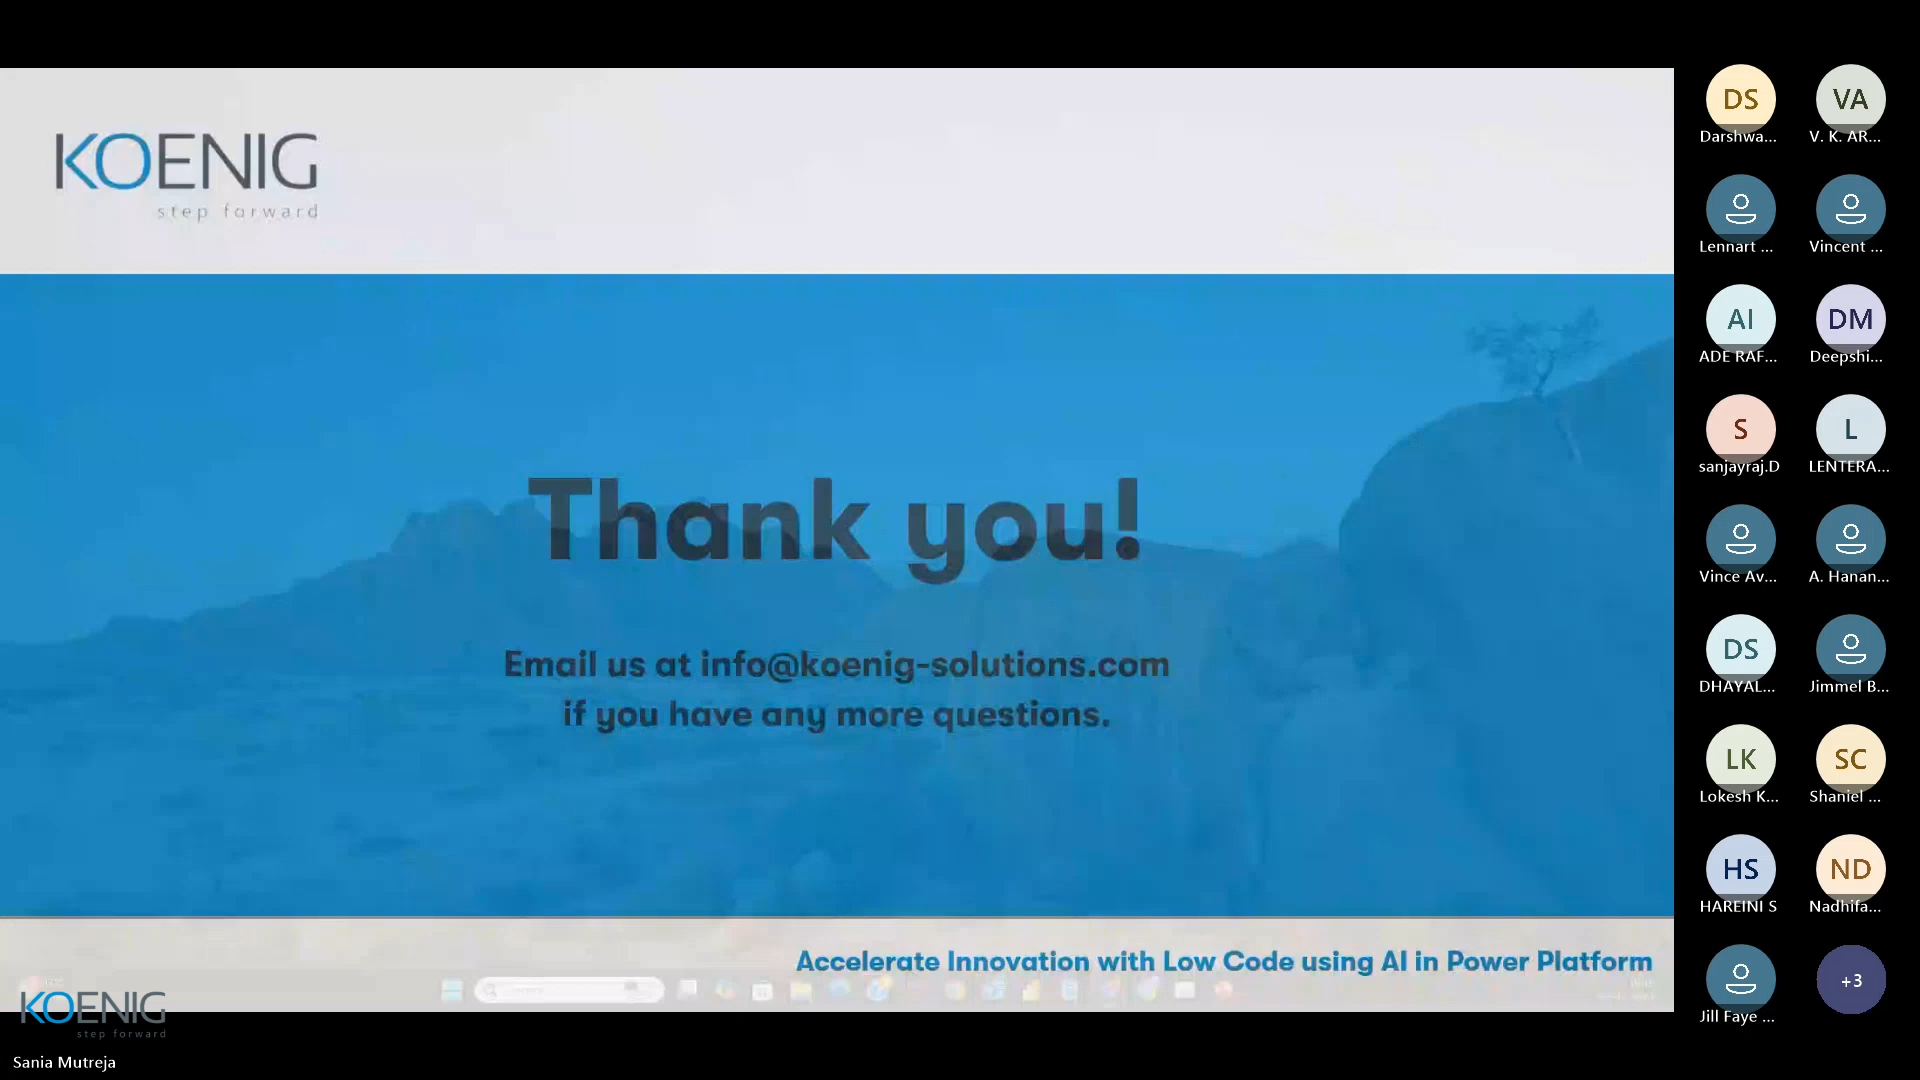 KOENIG
step forward
Thank you!
Email us at info@koenig-solutions.com
if you have any more questions.
Accelerate Innovation with Low Code using AI in Power Platform
KOENIG
step forward
Sania Mutreja
DS
Darshwa...
VA
V. K. AR...
Lennart ...
Vincent ...
AI
ADE RAF...
DM
Deepshi...
S
sanjayraj.D
L
LENTERA...
Vince Av...
A. Hanan...
DS
DHAYAL...
Jimmel B...
LK
Lokesh K...
SC
Shaniel ...
HS
HAREINI S
ND
Nadhifa...
Jill Faye ...
+3